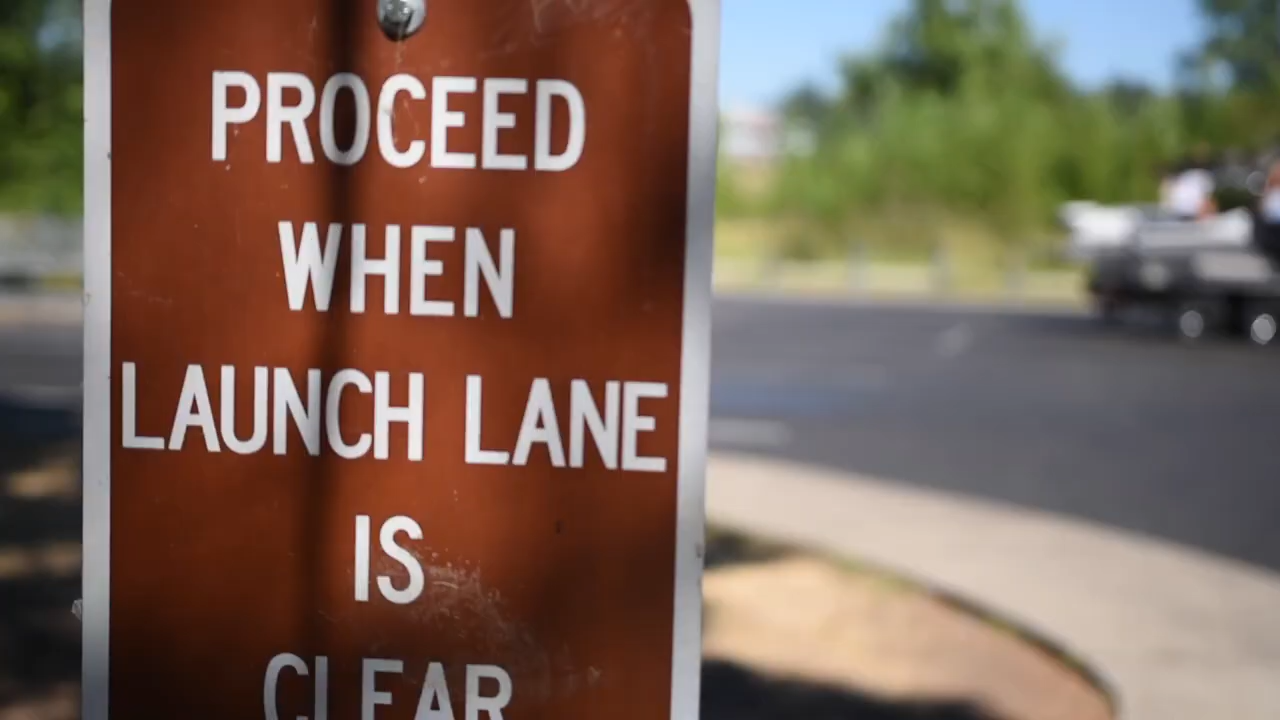 PROCEED
WHEN
LAUNCH LANE
IS
CLEAR